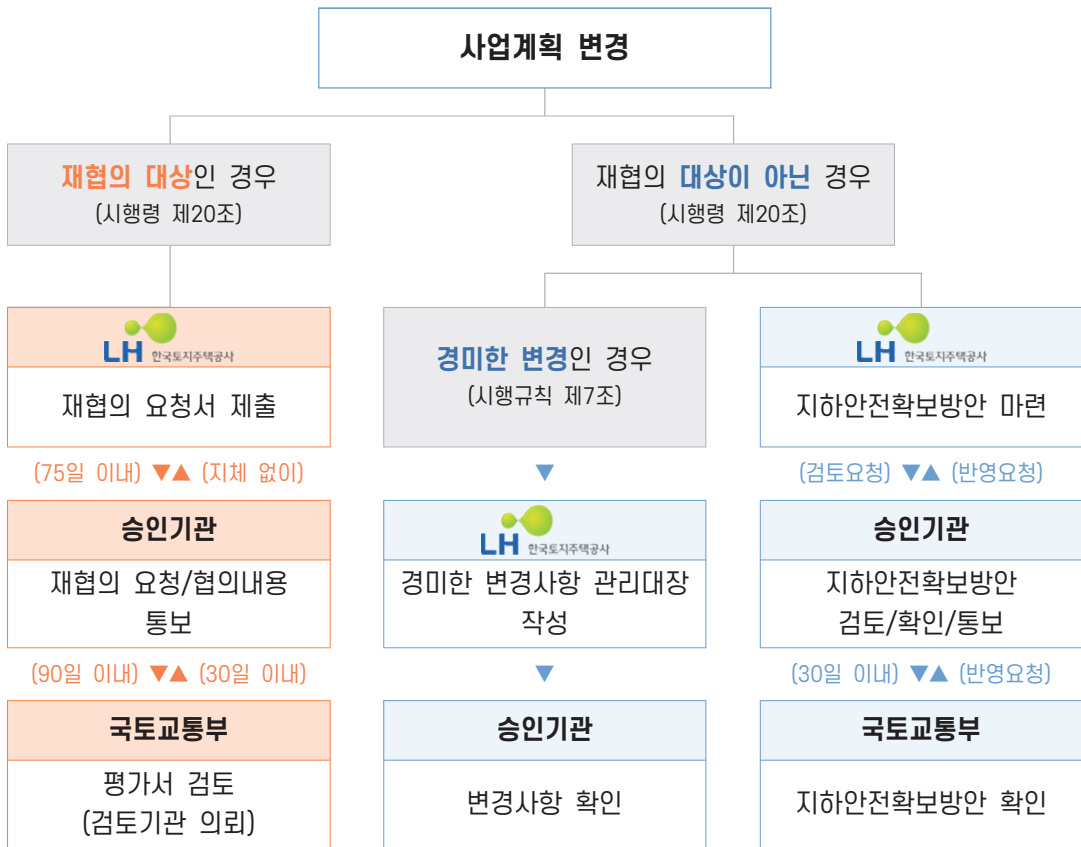 사업계획 변경
재협의 대상인 경우
(시행령 제20조)
재협의 대상이 아닌 경우
(시행령 제20조)
LH 한국토지주택공사
재협의 요청서 제출
경미한 변경인 경우
(시행규칙 제7조)
LH 한국토지주택공사
지하안전확보방안 마련
(75일 이내) ▼▲ (지체 없이)
▼
(검토요청) ▼▲ (반영요청)
승인기관
재협의 요청/협의내용
통보
LH 한국토지주택공사
경미한 변경사항 관리대장
작성
승인기관
지하안전확보방안
검토/확인/통보
(90일 이내) ▼▲ (30일 이내)
▼
(30일 이내) ▼▲ (반영요청)
국토교통부
평가서 검토
(검토기관 의뢰)
승인기관
변경사항 확인
국토교통부
지하안전확보방안 확인